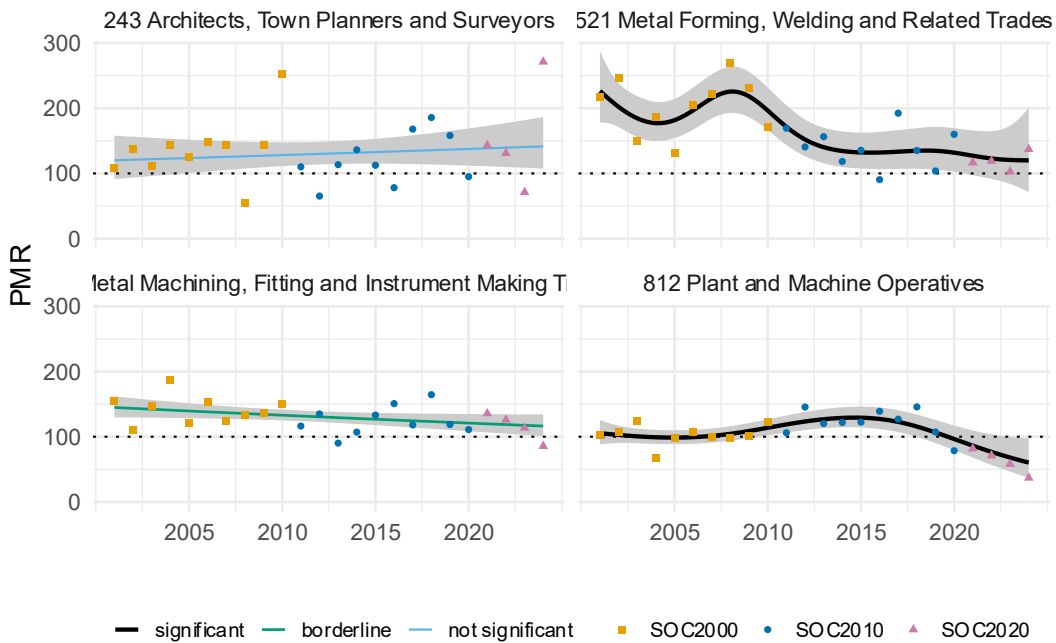 243 Architects, Town Planners and Surveyors
521 Metal Forming, Welding and Related Trades
300
200
100
0
PMR
Metal Machining, Fitting and Instrument Making
812 Plant and Machine Operatives
300
200
100
0
2005 2010 2015 2020 2005 2010 2015 2020
significant borderline not significant SOC2000 SOC2010 SOC2020